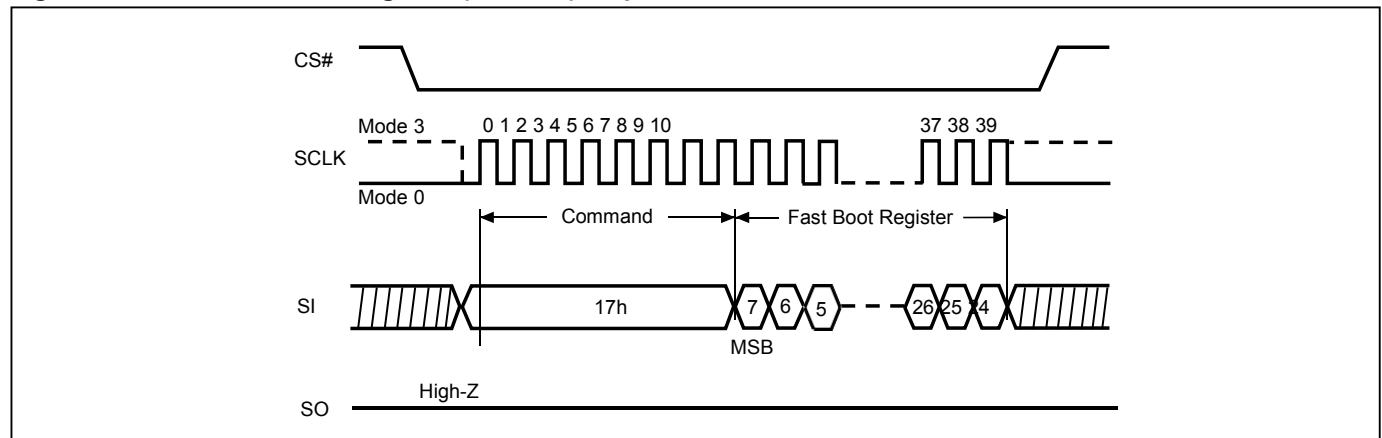 CS#
Mode 3
0 1 2 3 4 5 6 7 8 9 10
37 38 39
SCLK
Mode 0
Command
Fast Boot Register
SI
17h
7
6
5
26
25
24
MSB
High-Z
SO